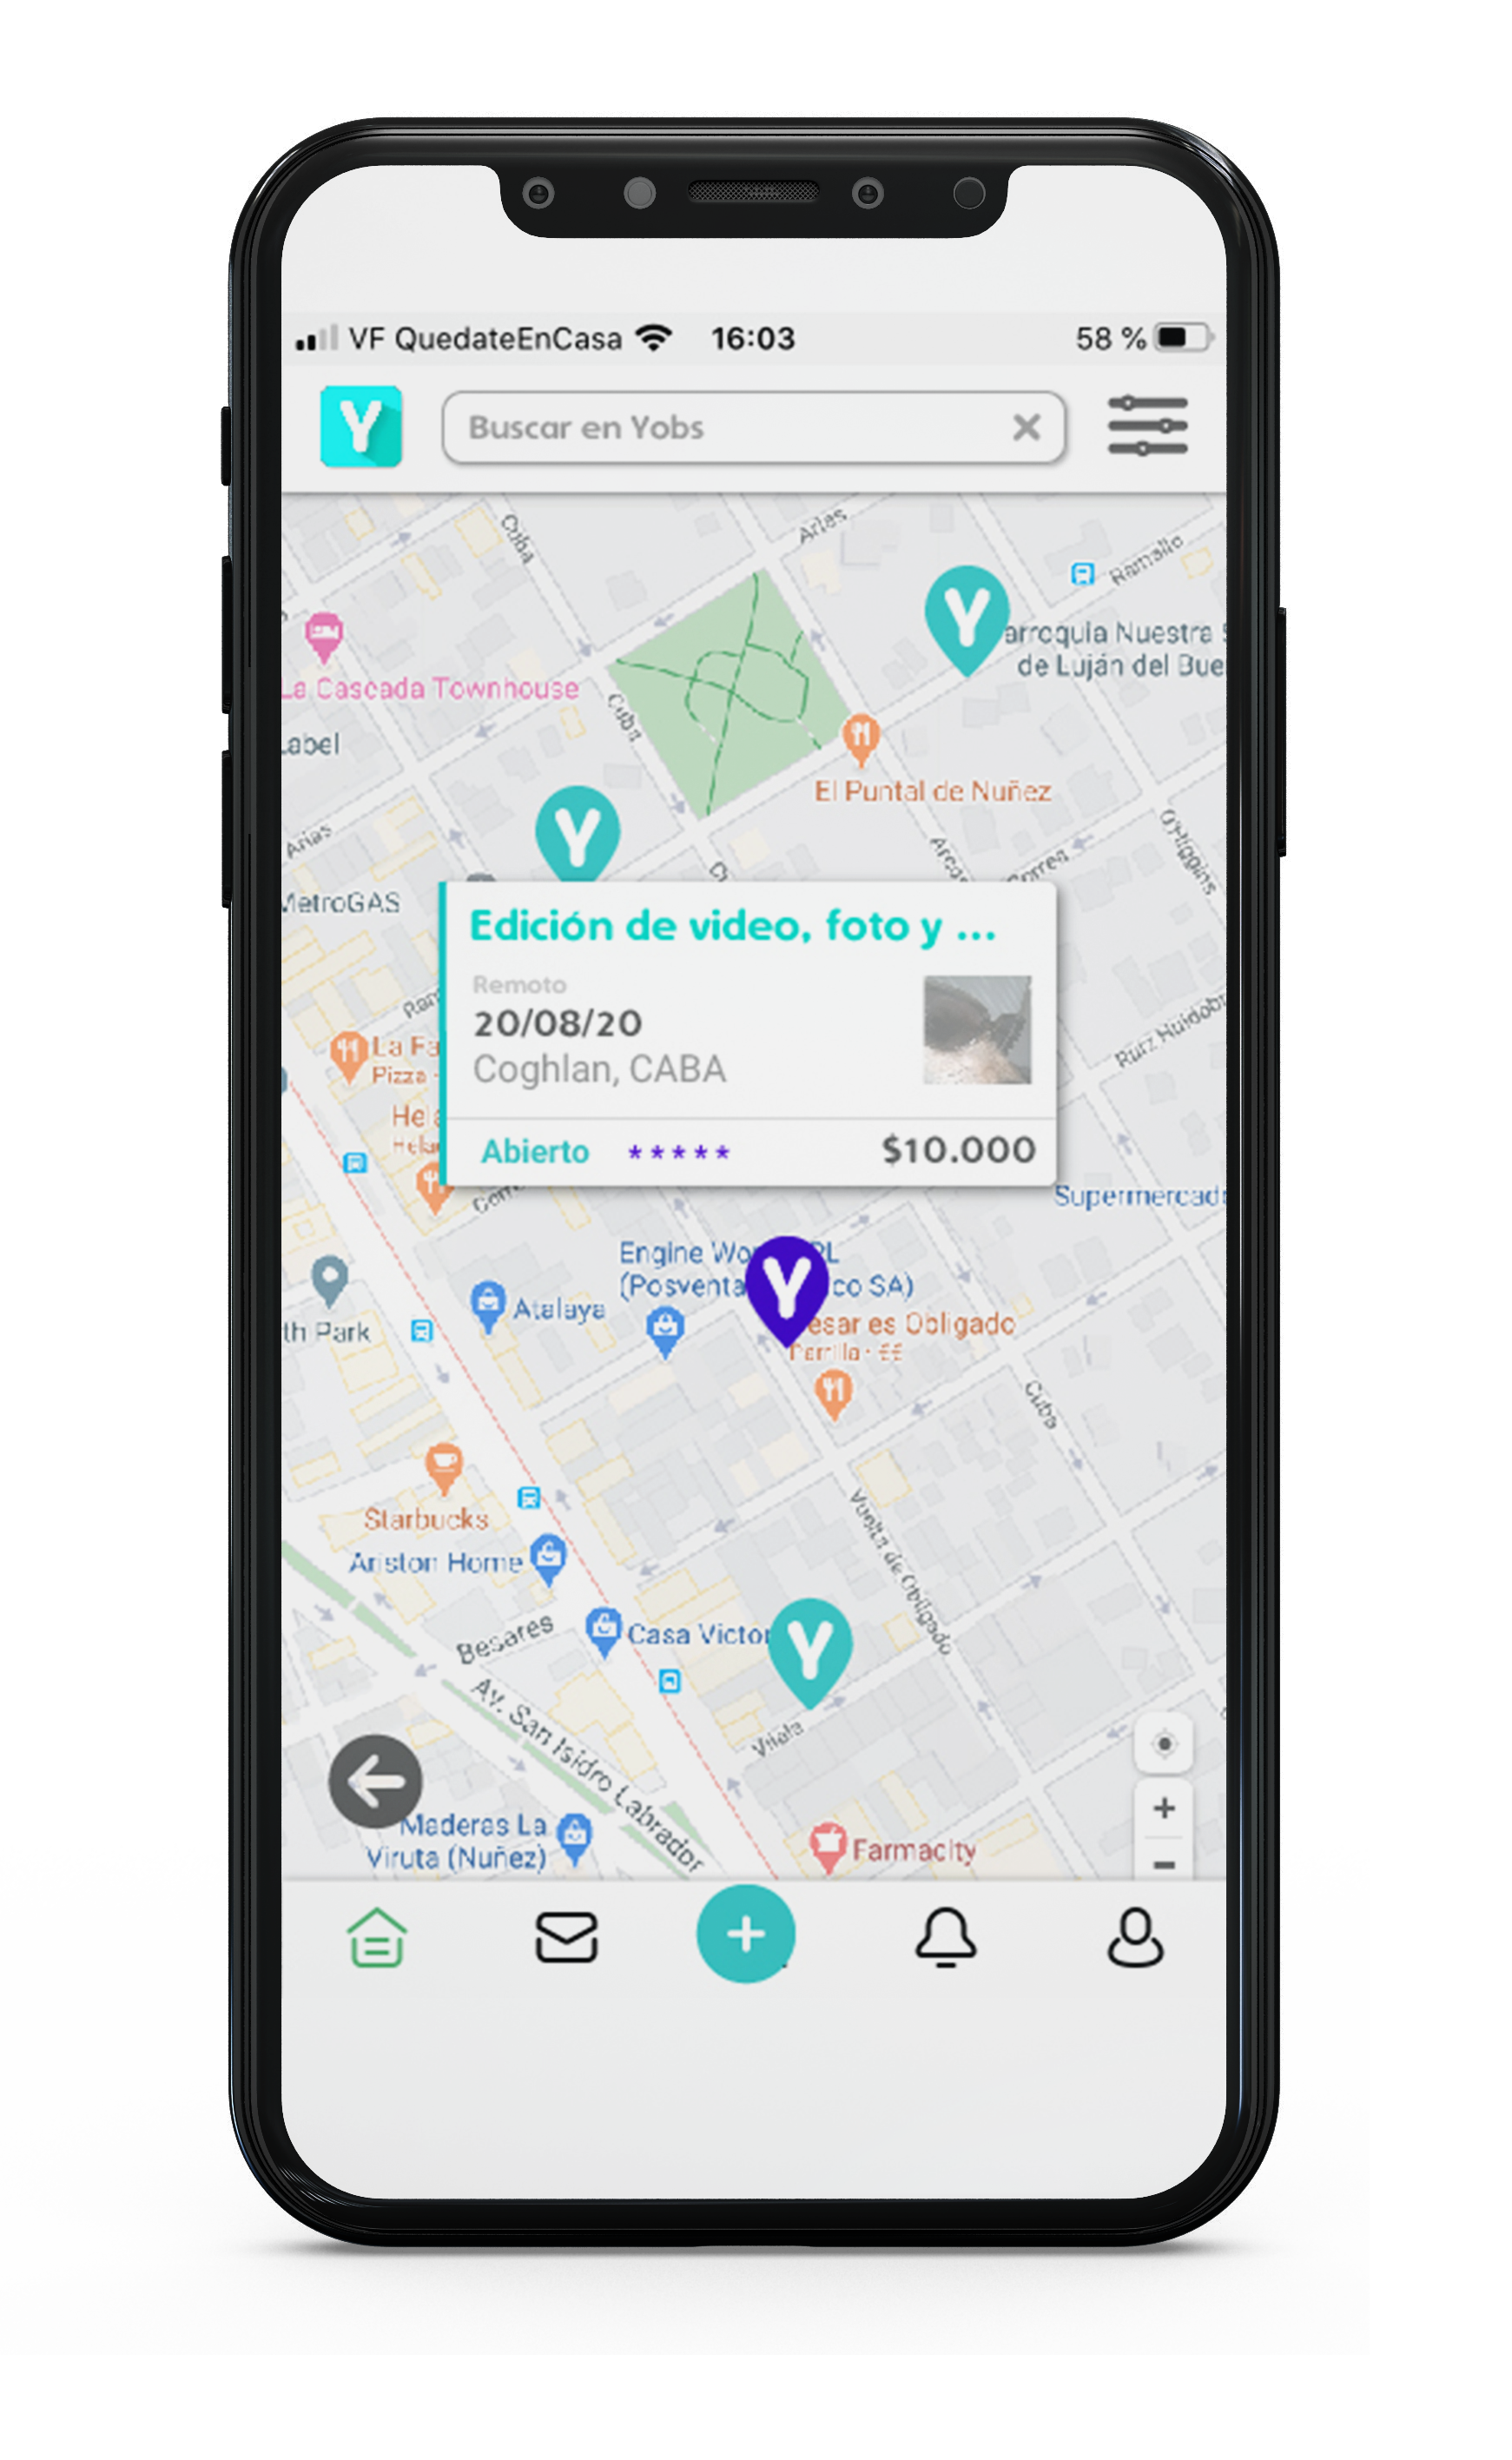 VF QuedateEnCasa
16:03
58 %
Y
Buscar en Yobs
Cuba
Arias
Ramallo
Y
arroquia Nuestra
de Luján del Bue
La Cascada Townhouse
Cuba
abel
El Puntal de Nuñez
Y
Arias
O'Higgins
Correa
MetroGAS
Edición de video, foto y ...
Remoto
20/08/20
Coghlan, CABA
Abierto
*****
$10.000
Ruiz Huidobr
La Fa
Pizza -
Hela
Hela
Supermercad
Engine Wo RL
(Posventa co SA)
Y
Atalaya
esar es Obligado
Parrilla · €€
th Park
Cuba
Starbucks
Vuelta de Obligado
Ariston Home
Besares
Casa Victor
Y
Av. San Isidro Labrador
Vilela
Maderas La
Viruta (Nuñez)
Farmacity
+
−
+